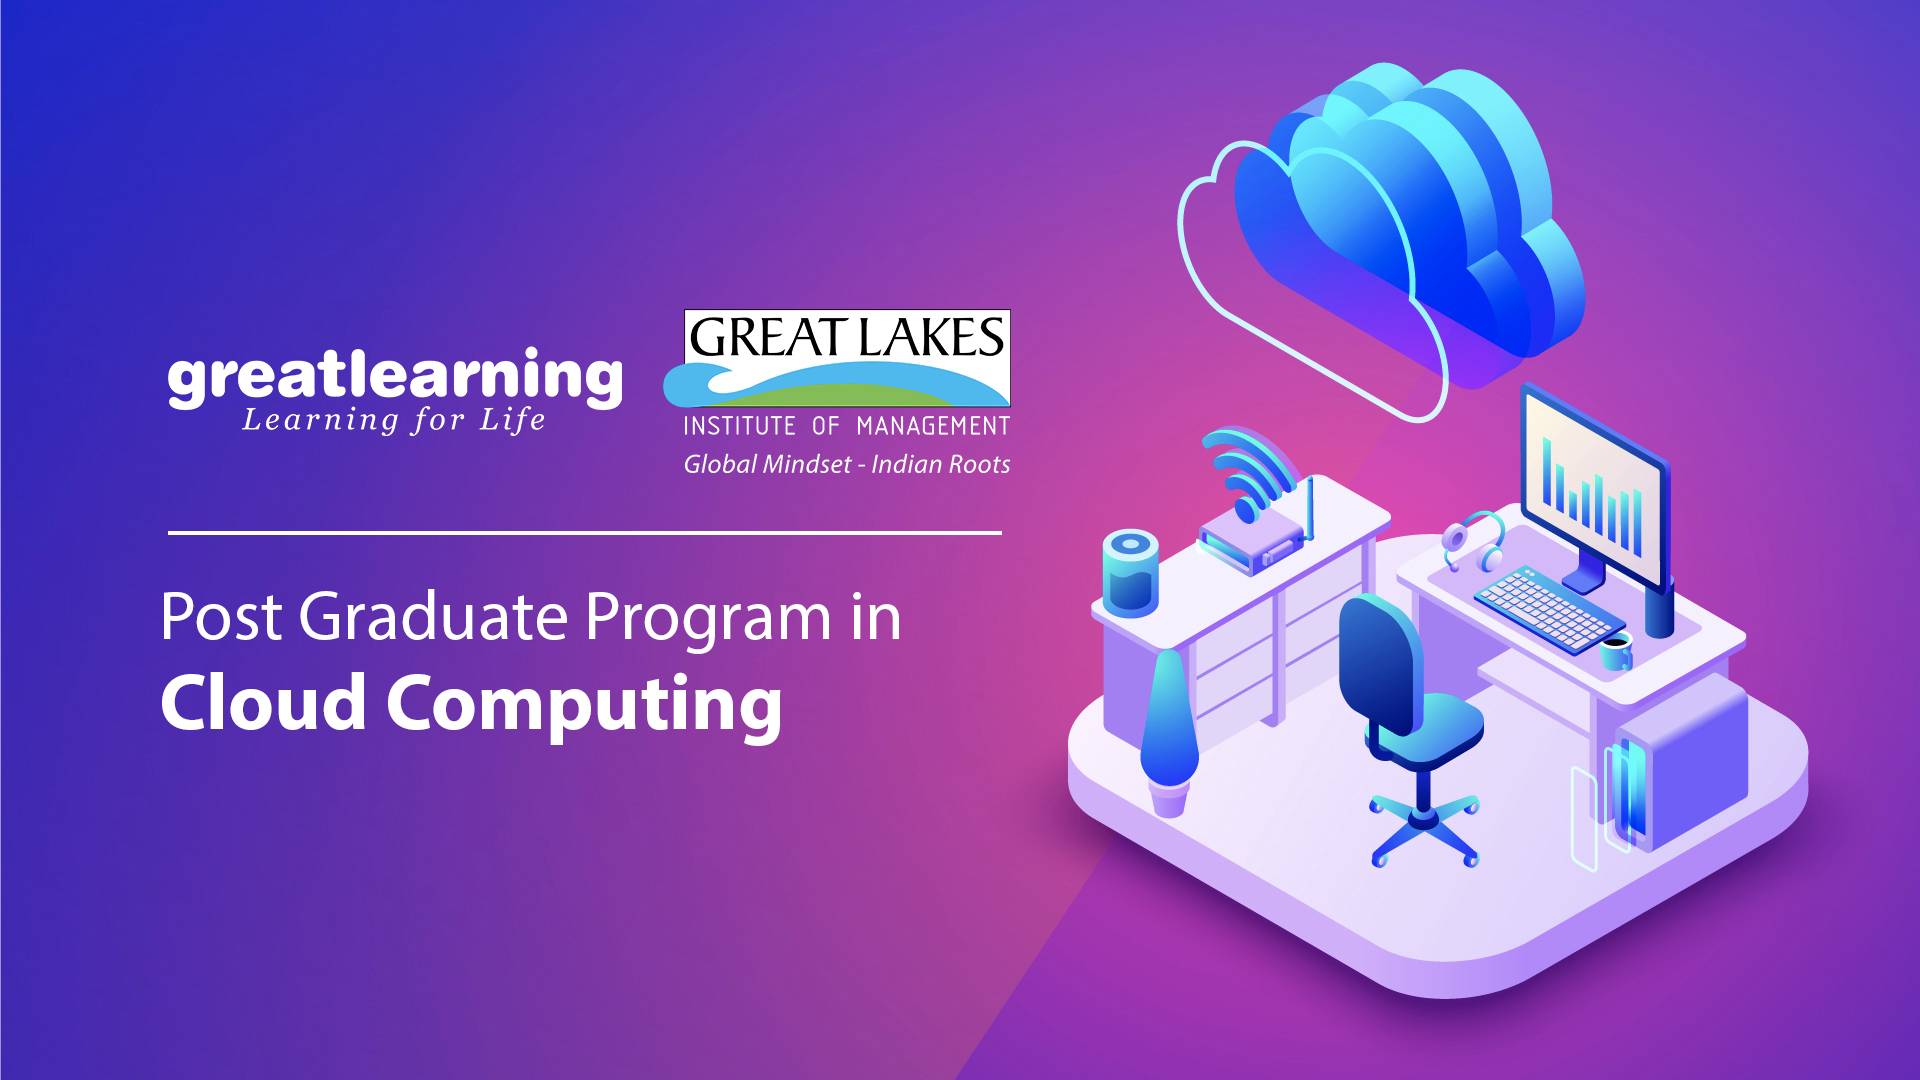 greatlearning
Learning for Life
GREAT LAKES
INSTITUTE OF MANAGEMENT
Global Mindset - Indian Roots
Post Graduate Program in
Cloud Computing